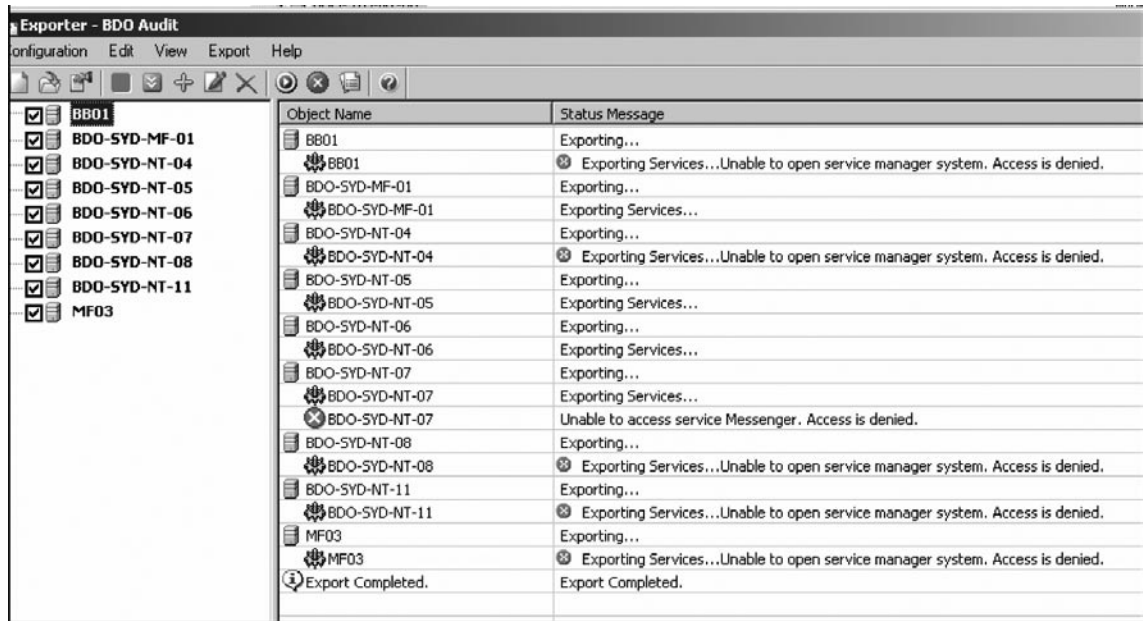 Exporter - BDO Audit
onfiguration Edit View Export Help
BB01
BDO-SYD-MF-01
BDO-SYD-NT-04
BDO-SYD-NT-05
BDO-SYD-NT-06
BDO-SYD-NT-07
BDO-SYD-NT-08
BDO-SYD-NT-11
MF03
Object Name Status Message
BB01 Exporting...
BB01 Exporting Services...Unable to open service manager system. Access is denied.
BDO-SYD-MF-01 Exporting...
BDO-SYD-MF-01 Exporting Services...
BDO-SYD-NT-04 Exporting...
BDO-SYD-NT-04 Exporting Services...Unable to open service manager system. Access is denied.
BDO-SYD-NT-05 Exporting...
BDO-SYD-NT-05 Exporting Services...
BDO-SYD-NT-06 Exporting...
BDO-SYD-NT-06 Exporting Services...
BDO-SYD-NT-07 Exporting...
BDO-SYD-NT-07 Exporting Services...
BDO-SYD-NT-07 Unable to access service Messenger. Access is denied.
BDO-SYD-NT-08 Exporting...
BDO-SYD-NT-08 Exporting Services...Unable to open service manager system. Access is denied.
BDO-SYD-NT-11 Exporting...
BDO-SYD-NT-11 Exporting Services...Unable to open service manager system. Access is denied.
MF03 Exporting...
MF03 Exporting Services...Unable to open service manager system. Access is denied.
Export Completed. Export Completed.